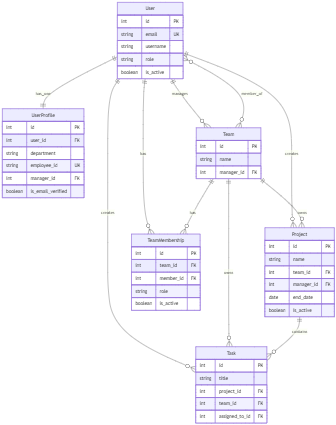 User
int id PK
string email UK
string username
string role
boolean is_active
has_one
manages
member_of
UserProfile
int id PK
int user_id FK
string department
string employee_id UK
int manager_id FK
boolean is_email_verified
Team
int id PK
string name
int manager_id FK
creates
has
creates
has
owns
TeamMembership
int id PK
int team_id FK
int member_id FK
string role
boolean is_active
Project
int id PK
string name
int team_id FK
int manager_id FK
date end_date
boolean is_active
contains
Task
int id PK
string title
int project_id FK
int team_id FK
int assigned_to_id FK